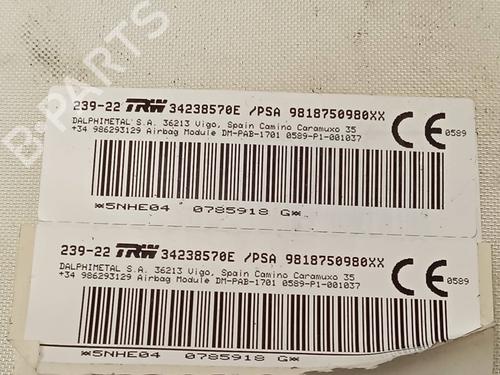 239-22 TRW 34238570E /PSA 9818750980XX
DALPHIMETAL S.A. 36213 Vigo, Spain Camino Caramuxo 35
+34 986293129 Airbag Module DM-PAB-1701 0589-P1-001037
CE 0589
*5NHE04 0785918 G*
239-22 TRW 34238570E /PSA 9818750980XX
DALPHIMETAL S.A. 36213 Vigo, Spain Camino Caramuxo 35
+34 986293129 Airbag Module DM-PAB-1701 0589-P1-001037
CE 0589
*5NHE04 0785918 G*
B-PARTS